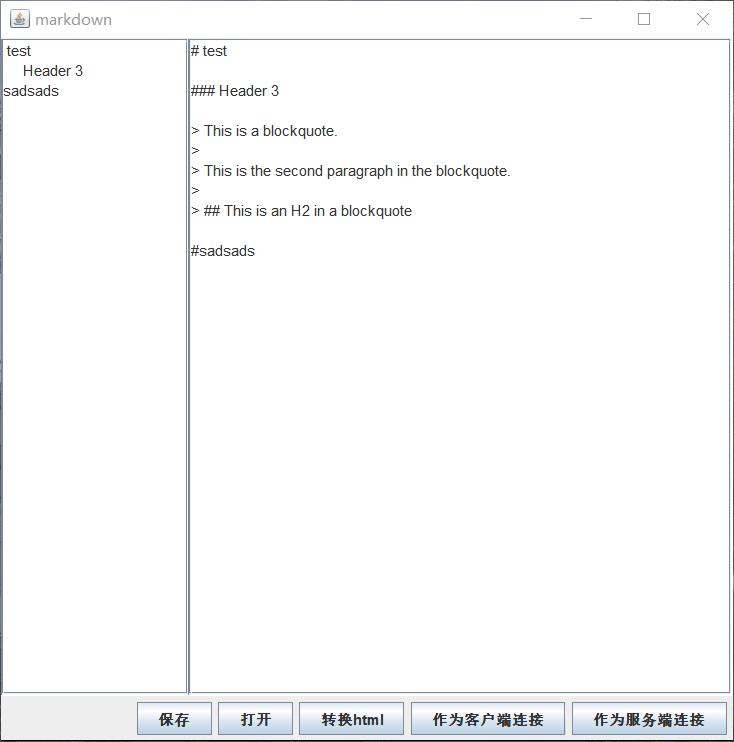 markdown
test
Header 3
sadsads
# test
### Header 3
> This is a blockquote.
>
> This is the second paragraph in the blockquote.
>
> ## This is an H2 in a blockquote
#sadsads
保存
打开
转换html
作为客户端连接
作为服务端连接